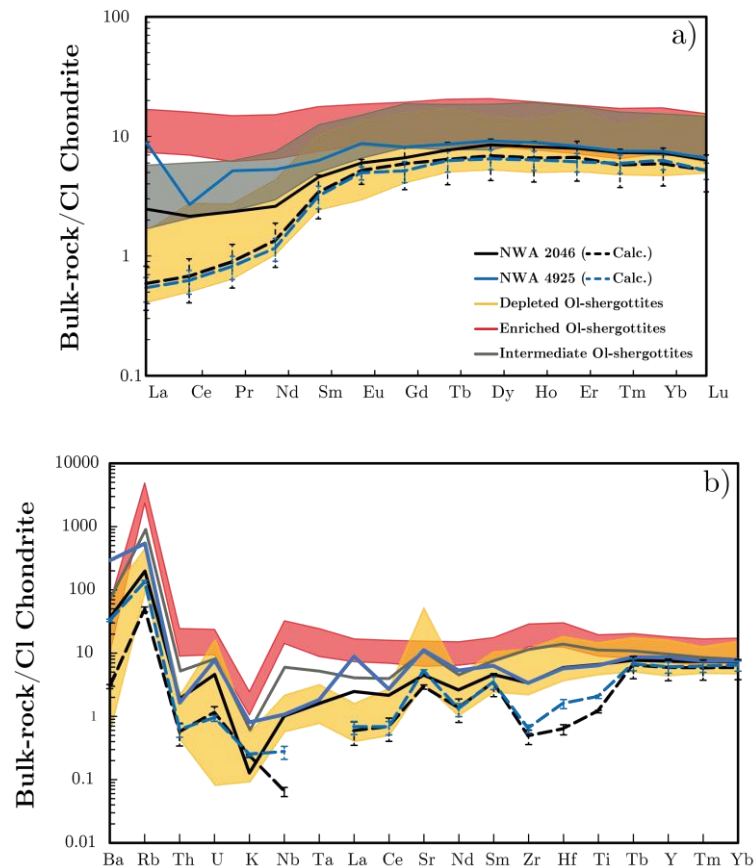 a)
100
10
1
0.1
Bulk-rock/Cl Chondrite
NWA 2046 (--Calc.)
NWA 4925 (--Calc.)
Depleted Ol-shergottites
Enriched Ol-shergottites
Intermediate Ol-shergottites
La Ce Pr Nd Sm Eu Gd Tb Dy Ho Er Tm Yb Lu
b)
10000
1000
100
10
1
0.1
0.01
Bulk-rock/Cl Chondrite
Ba Rb Th U K Nb Ta La Ce Sr Nd Sm Zr Hf Ti Tb Y Tm Yb